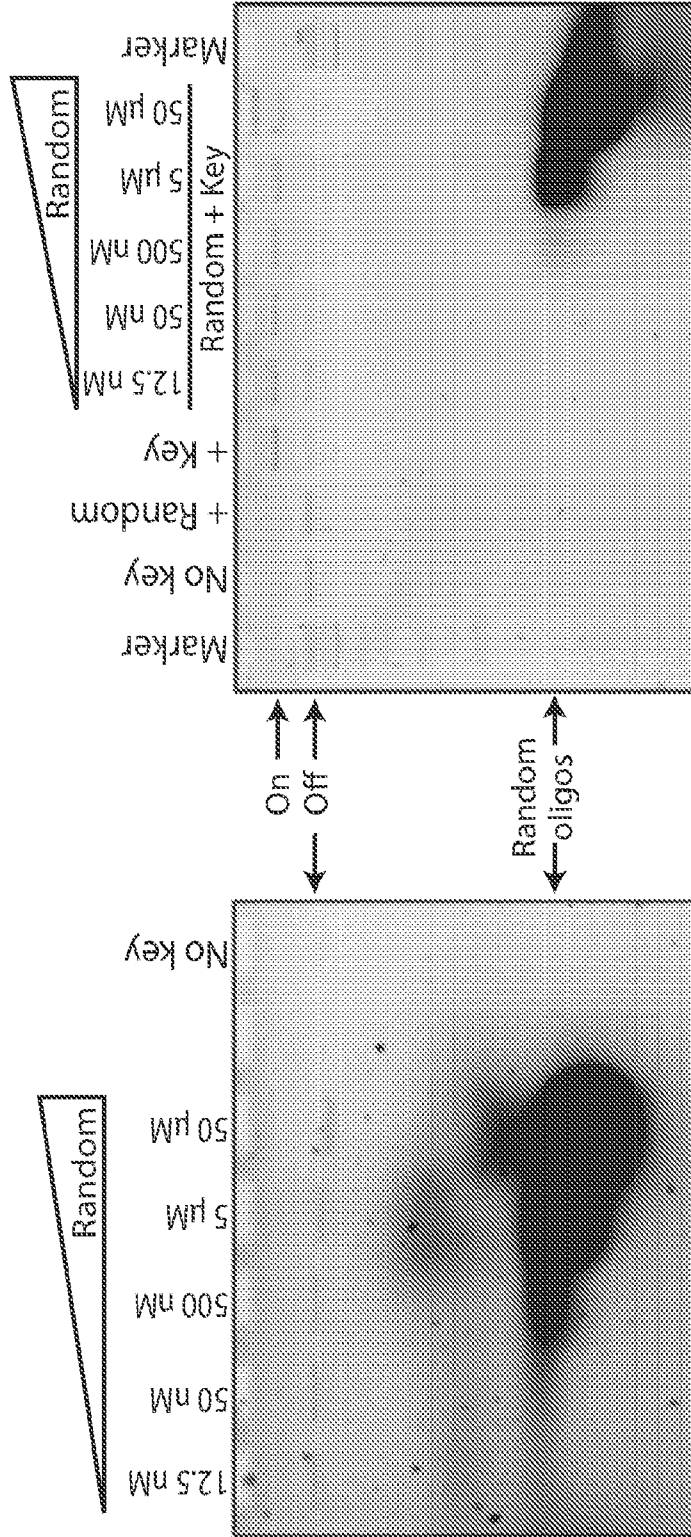 Random
12.5 nM
50 nM
500 nM
5 µM
50 µM
No key
On
Off
Random
oligos
Random
Marker
No key
+ Random
+ Key
12.5 nM
50 nM
500 nM
5 µM
50 µM
Marker
Random + Key